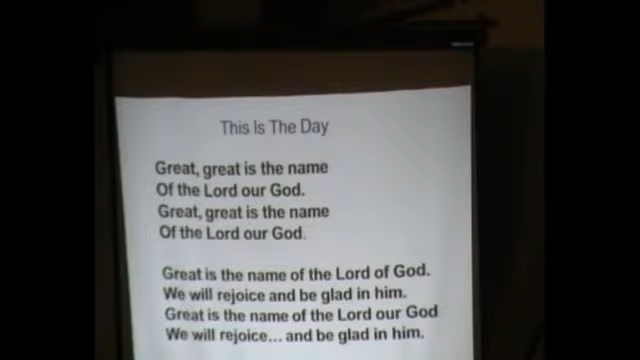 This Is The Day
Great, great is the name
Of the Lord our God.
Great, great is the name
Of the Lord our God.
Great is the name of the Lord of God.
We will rejoice and be glad in him.
Great is the name of the Lord our God
We will rejoice... and be glad in him.